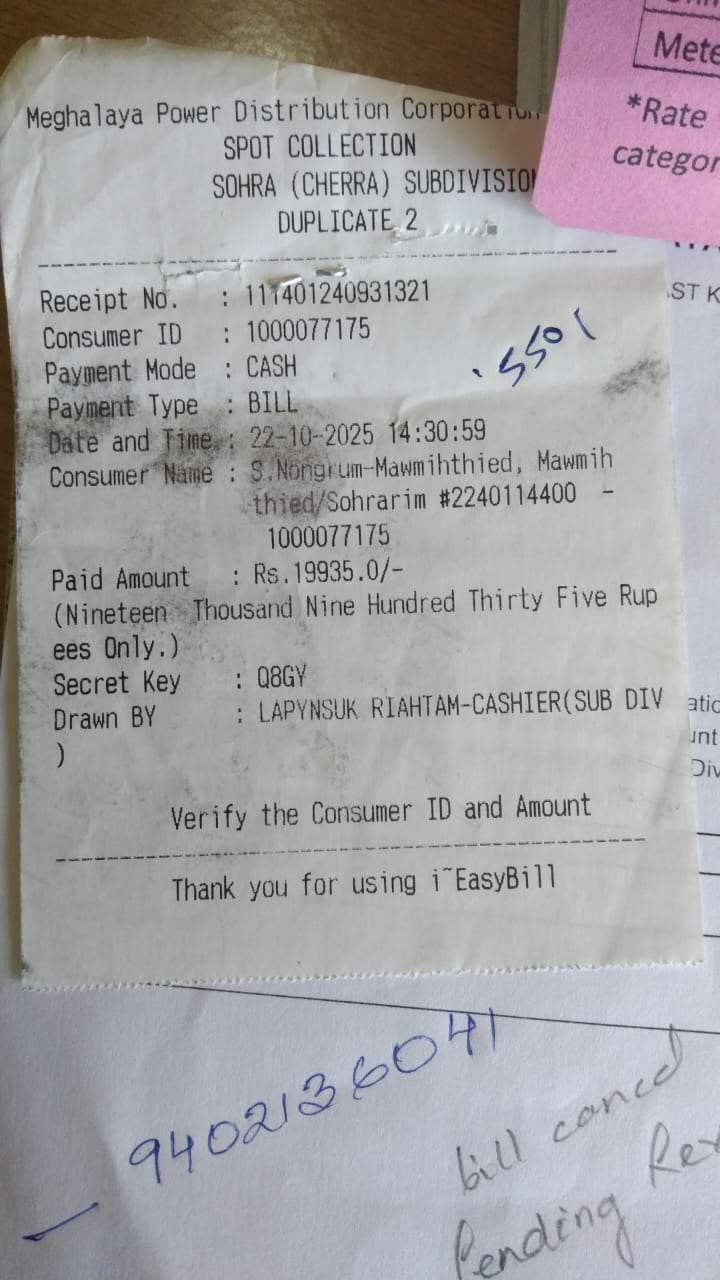 Meghalaya Power Distribution Corporation
SPOT COLLECTION
SOHRA (CHERRA) SUBDIVISION
DUPLICATE 2
Receipt No. : 111401240931321
Consumer ID : 1000077175
Payment Mode : CASH
Payment Type : BILL
Date and Time : 22-10-2025 14:30:59
Consumer Name : S.Nongrum-Mawmihthied, Mawmih
thied/Sohrarim #2240114400 -
1000077175
Paid Amount : Rs.19935.0/-
(Nineteen Thousand Nine Hundred Thirty Five Rup
ees Only.)
Secret Key : Q8GY
Drawn BY : LAPYNSUK RIAHTAM-CASHIER(SUB DIV
)
Verify the Consumer ID and Amount
Thank you for using i~EasyBill
Mete
*Rate
categor
ST K
unt
Div
9402136041
bill cancel
Pending